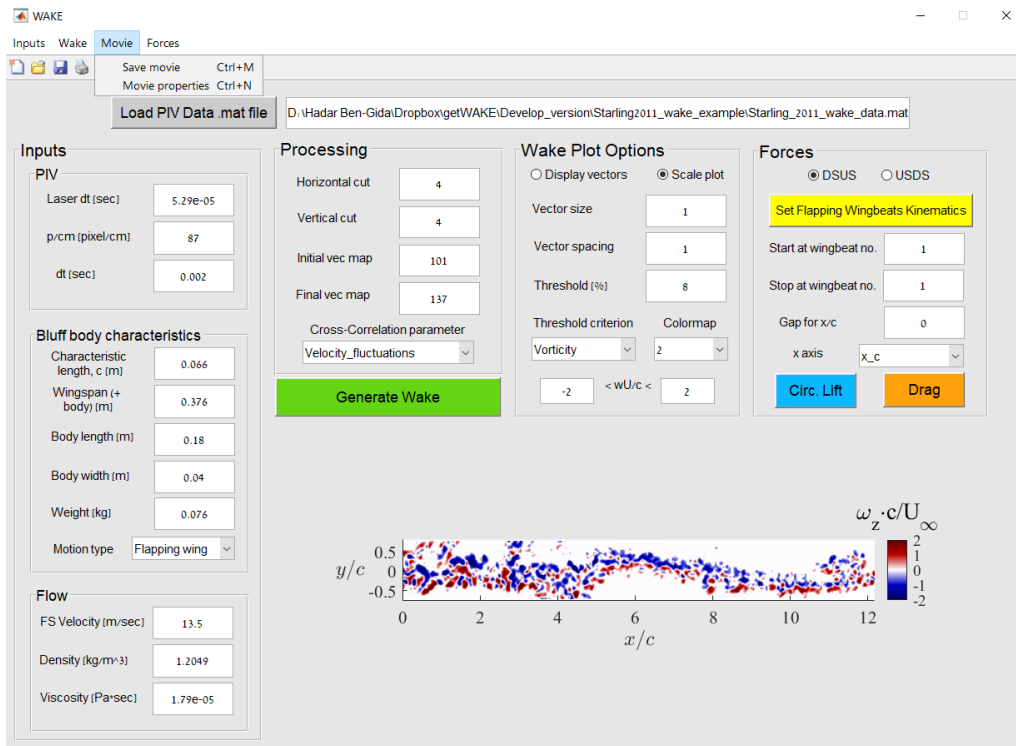 WAKE
Inputs Wake Movie Forces
Save movie Ctrl+M
Movie properties Ctrl+N
Load PIV Data .mat file
D:\Hadar Ben-Gida\Dropbox\getWAKE\Develop_version\Starling2011_wake_example\Starling_2011_wake_data.mat
Inputs
PIV
Laser dt [sec] 5.29e-05
p/cm [pixel/cm] 87
dt [sec] 0.002
Bluff body characteristics
Characteristic
length, c [m] 0.066
Wingspan (+
body) [m] 0.376
Body length [m] 0.18
Body width [m] 0.04
Weight [kg] 0.076
Motion type Flapping wing
Flow
FS Velocity [m/sec] 13.5
Density [kg/m^3] 1.2049
Viscosity [Pa*sec] 1.79e-05
Processing
Horizontal cut 4
Vertical cut 4
Initial vec map 101
Final vec map 137
Cross-Correlation parameter
Velocity_fluctuations
Generate Wake
Wake Plot Options
Display vectors Scale plot
Vector size 1
Vector spacing 1
Threshold [%] 8
Threshold criterion Colormap
Vorticity 2
-2 < wU/c < 2
Forces
DSUS USDS
Set Flapping Wingbeats Kinematics
Start at wingbeat no. 1
Stop at wingbeat no. 1
Gap for x/c 0
x axis x_c
Circ. Lift Drag
ω_z·c/U_∞
y/c
0.5
0
-0.5
0 2 4 6 8 10 12
x/c
2
1
0
-1
-2